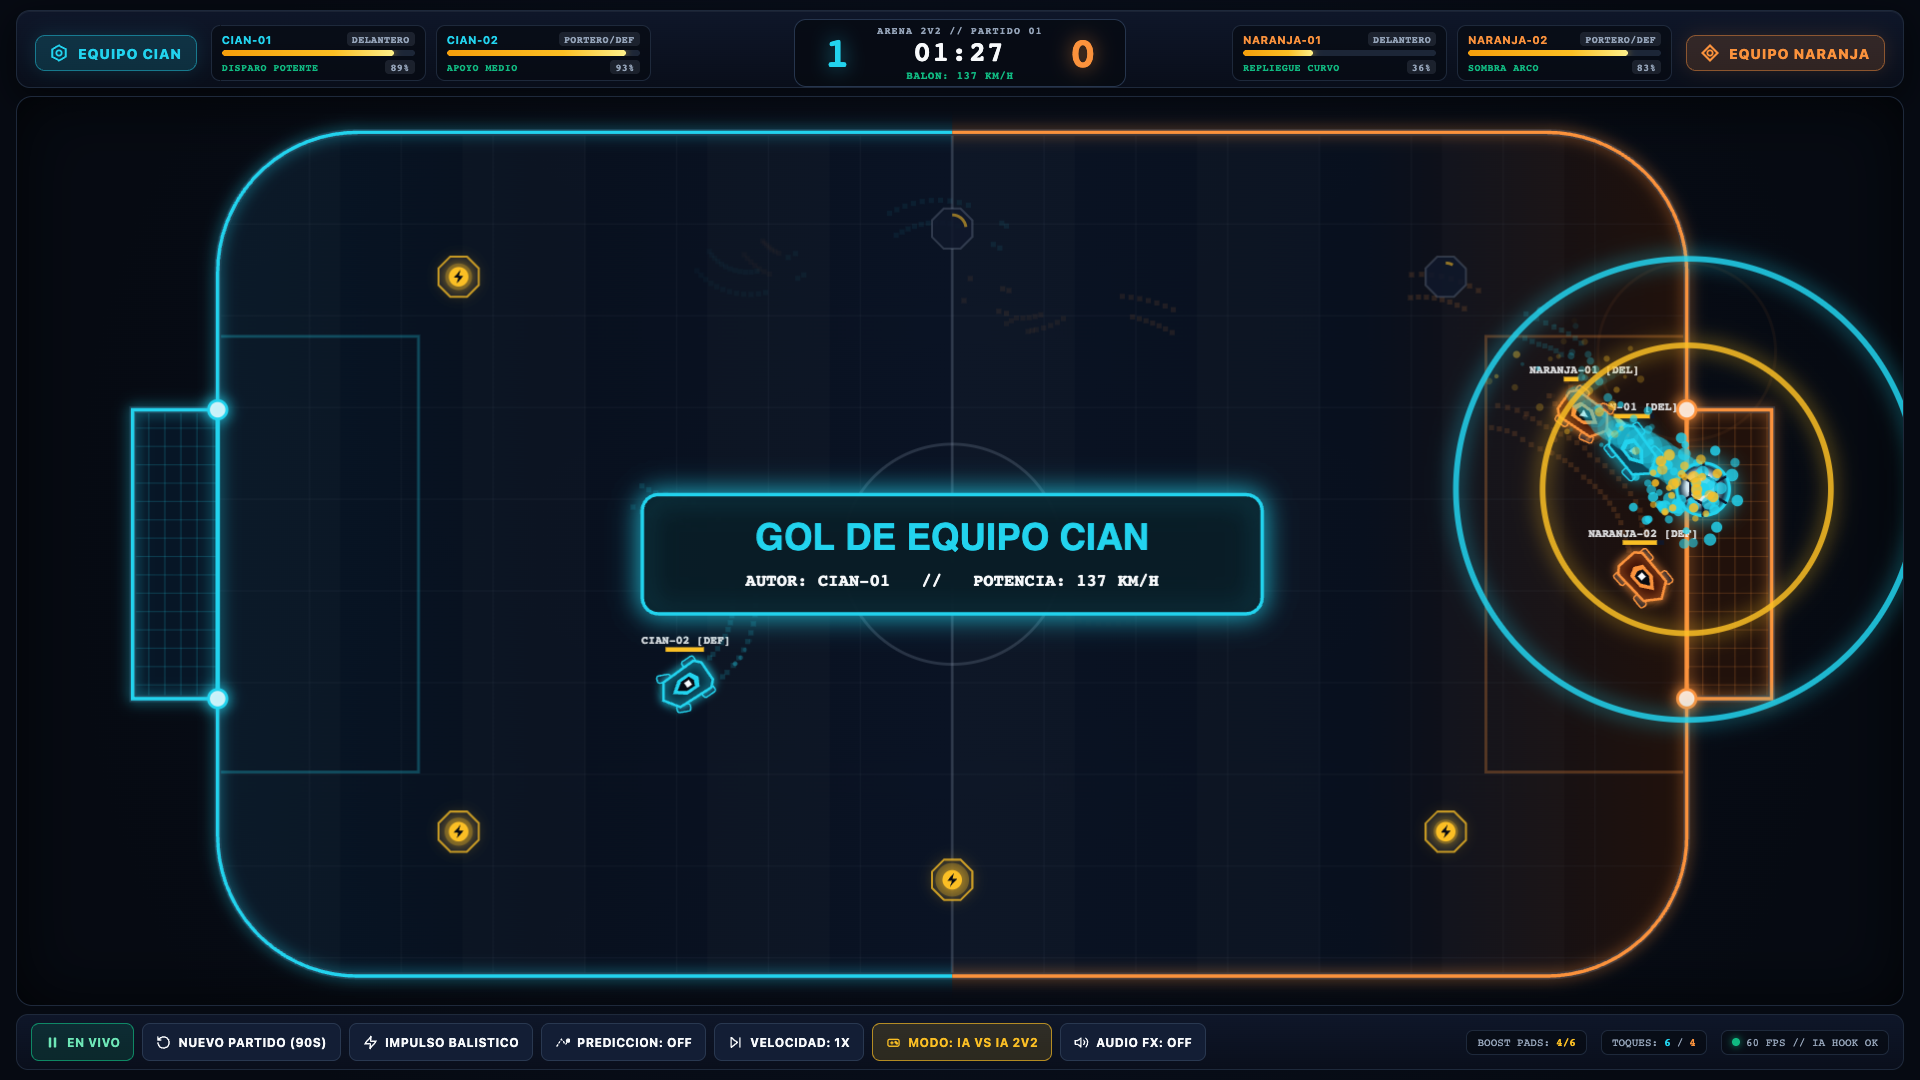 EQUIPO CIAN
CIAN-01 DELANTERO
DISPARO POTENTE 89%
CIAN-02 PORTERO/DEF
APOYO MEDIO 93%
ARENA 2V2 // PARTIDO 01
1 01:27 0
BALON: 137 KM/H
NARANJA-01 DELANTERO
REPLIEGUE CURVO 36%
NARANJA-02 PORTERO/DEF
SOMBRA ARCO 83%
EQUIPO NARANJA
NARANJA-01 [DEL]
-01 [DEL]
GOL DE EQUIPO CIAN
AUTOR: CIAN-01 // POTENCIA: 137 KM/H
NARANJA-02 [DEF]
CIAN-02 [DEF]
EN VIVO
NUEVO PARTIDO (90S)
IMPULSO BALISTICO
PREDICCION: OFF
VELOCIDAD: 1X
MODO: IA VS IA 2V2
AUDIO FX: OFF
BOOST PADS: 4/6
TOQUES: 6 / 4
60 FPS // IA HOOK OK